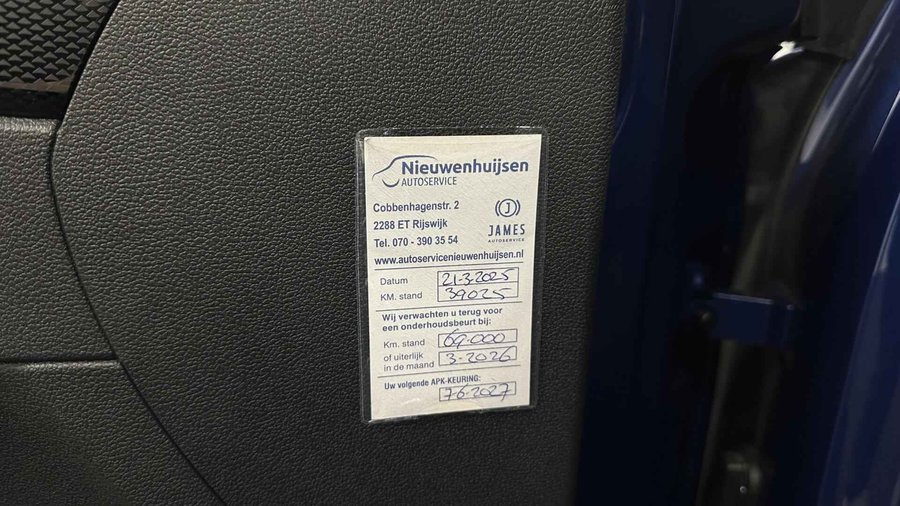 Nieuwenhuijsen
AUTOSERVICE
Cobbenhagenstr. 2
2288 ET Rijswijk
Tel. 070 - 390 35 54
J
JAMES
AUTOSERVICE
www.autoservicenieuwenhuijsen.nl
Datum 21-3-2025
KM. stand 39025
Wij verwachten u terug voor
een onderhoudsbeurt bij:
Km. stand 69.000
of uiterlijk
in de maand 3-2026
Uw volgende APK-KEURING:
7-6-2027